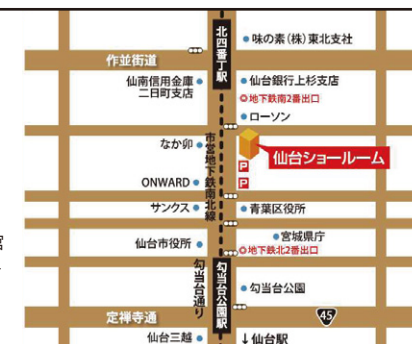 北四番丁駅
味の素(株)東北支社
作並街道
仙南信用金庫
二日町支店
仙台銀行上杉支店
地下鉄南2番出口
ローソン
なか卯
仙台ショールーム
P
P
市営地下鉄南北線
ONWARD
サンクス
青葉区役所
宮城県庁
仙台市役所
地下鉄北2番出口
勾当台通り
勾当台公園駅
勾当台公園
定禅寺通
45
仙台三越
↓仙台駅